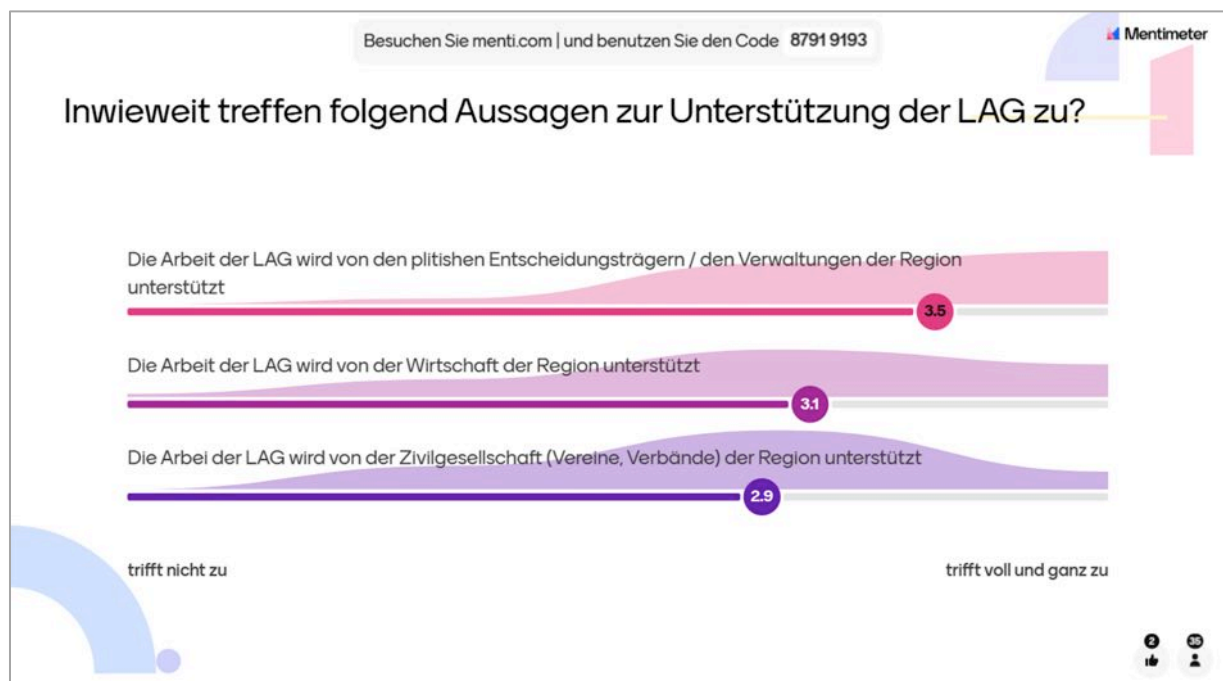 Besuchen Sie menti.com | und benutzen Sie den Code 8791 9193
Mentimeter
Inwieweit treffen folgend Aussagen zur Unterstützung der LAG zu?
Die Arbeit der LAG wird von den plitishen Entscheidungsträgern / den Verwaltungen der Region
unterstützt
3.5
Die Arbeit der LAG wird von der Wirtschaft der Region unterstützt
3.1
Die Arbei der LAG wird von der Zivilgesellschaft (Vereine, Verbände) der Region unterstützt
2.9
trifft nicht zu
trifft voll und ganz zu
2
35